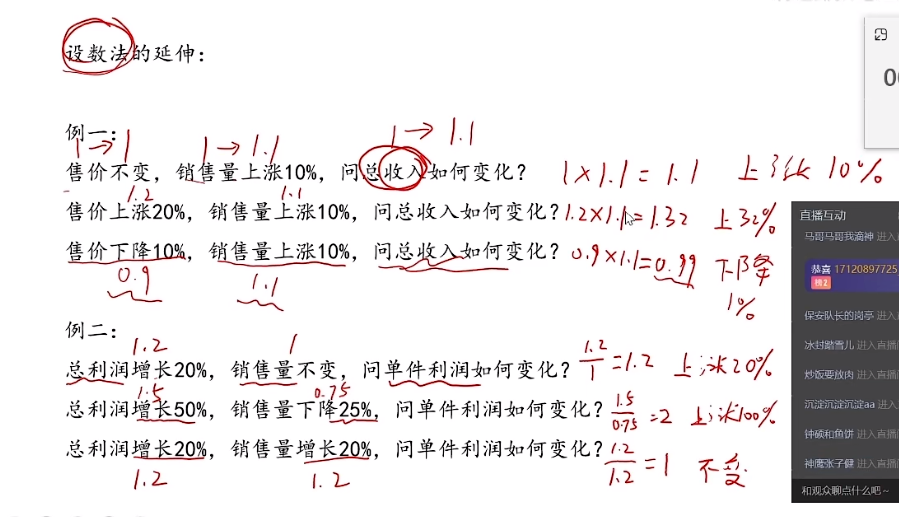 设数法的延伸：
例一：
1→1 1→1.1 1→1.1
售价不变，销售量上涨10%，问总收入如何变化？ 1×1.1=1.1 上涨10%
1.2 1.1
售价上涨20%，销售量上涨10%，问总收入如何变化？ 1.2×1.1=1.32 上32%
售价下降10%，销售量上涨10%，问总收入如何变化？ 0.9×1.1=0.99 下降1%
0.9 1.1
例二：
1.2 1
总利润增长20%，销售量不变，问单件利润如何变化？ 1.2/1=1.2 上涨20%
1.5 0.75
总利润增长50%，销售量下降25%，问单件利润如何变化？ 1.5/0.75=2 上涨100%
总利润增长20%，销售量增长20%，问单件利润如何变化？ 1.2/1.2=1 不变
1.2 1.2
直播互动
马哥马哥我滴神 进入
恭喜 17120897725
榜2
保安队长的岗亭 进入
冰封踏雪儿 进入直播
炒饭要放肉 进入直播
沉淀沉淀沉淀aa 进入
钟硕和鱼饼 进入直播
神魔张子健 进入直播
和观众聊点什么吧~